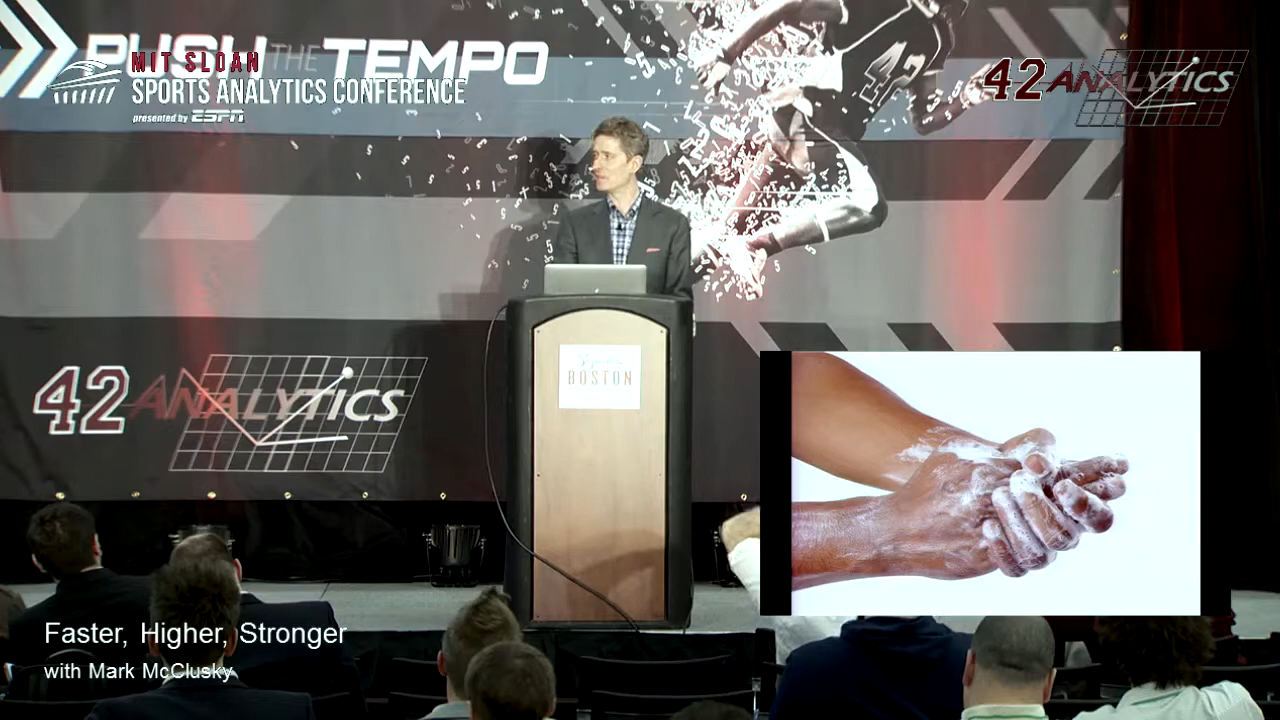 PUSH THE TEMPO
MIT SLOAN
SPORTS ANALYTICS CONFERENCE
presented by ESPN
42 ANALYTICS
42
42 ANALYTICS
BOSTON
Faster, Higher, Stronger
with Mark McClusky